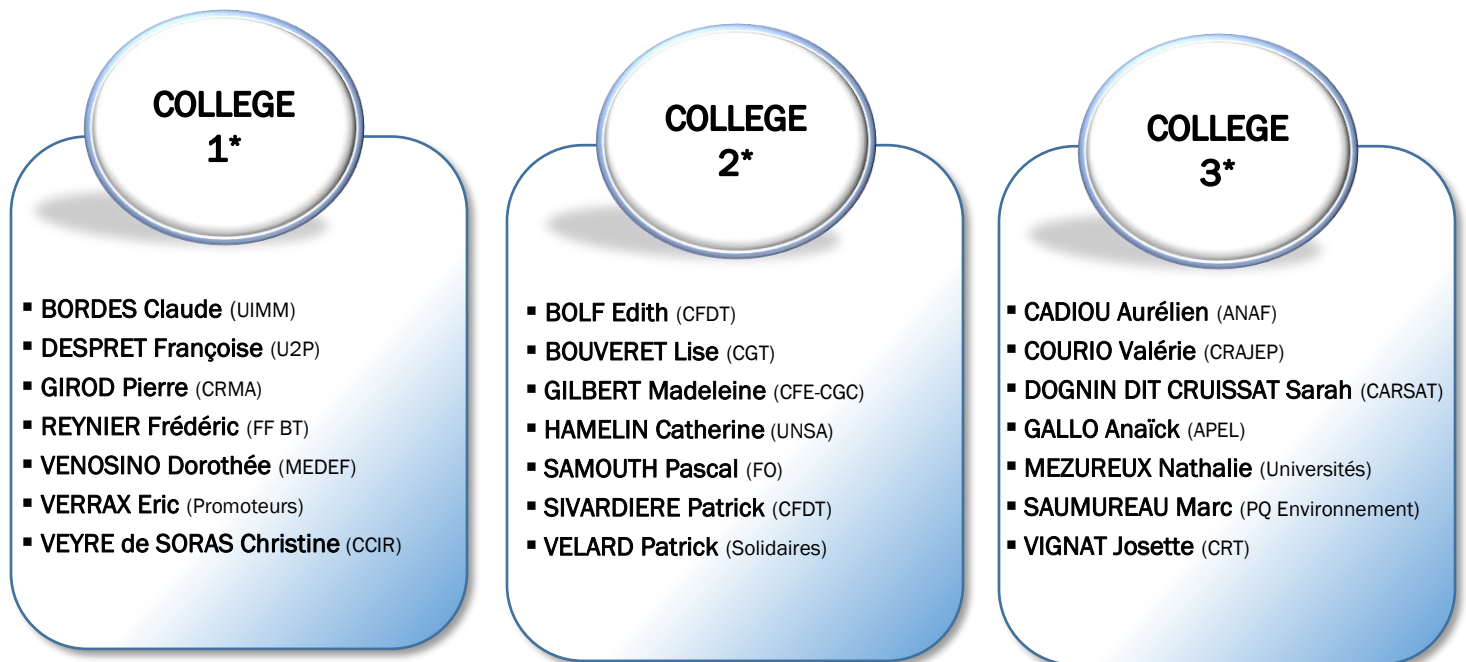 COLLEGE
1*
▪ BORDES Claude (UIMM)
▪ DESPRET Françoise (U2P)
▪ GIROD Pierre (CRMA)
▪ REYNIER Frédéric (FF BT)
▪ VENOSINO Dorothée (MEDEF)
▪ VERRAX Eric (Promoteurs)
▪ VEYRE de SORAS Christine (CCIR)
COLLEGE
2*
▪ BOLF Edith (CFDT)
▪ BOUVERET Lise (CGT)
▪ GILBERT Madeleine (CFE-CGC)
▪ HAMELIN Catherine (UNSA)
▪ SAMOUTH Pascal (FO)
▪ SIVARDIERE Patrick (CFDT)
▪ VELARD Patrick (Solidaires)
COLLEGE
3*
▪ CADIOU Aurélien (ANAF)
▪ COURIO Valérie (CRAJEP)
▪ DOGNIN DIT CRUISSAT Sarah (CARSAT)
▪ GALLO Anaïck (APEL)
▪ MEZUREUX Nathalie (Universités)
▪ SAUMUREAU Marc (PQ Environnement)
▪ VIGNAT Josette (CRT)